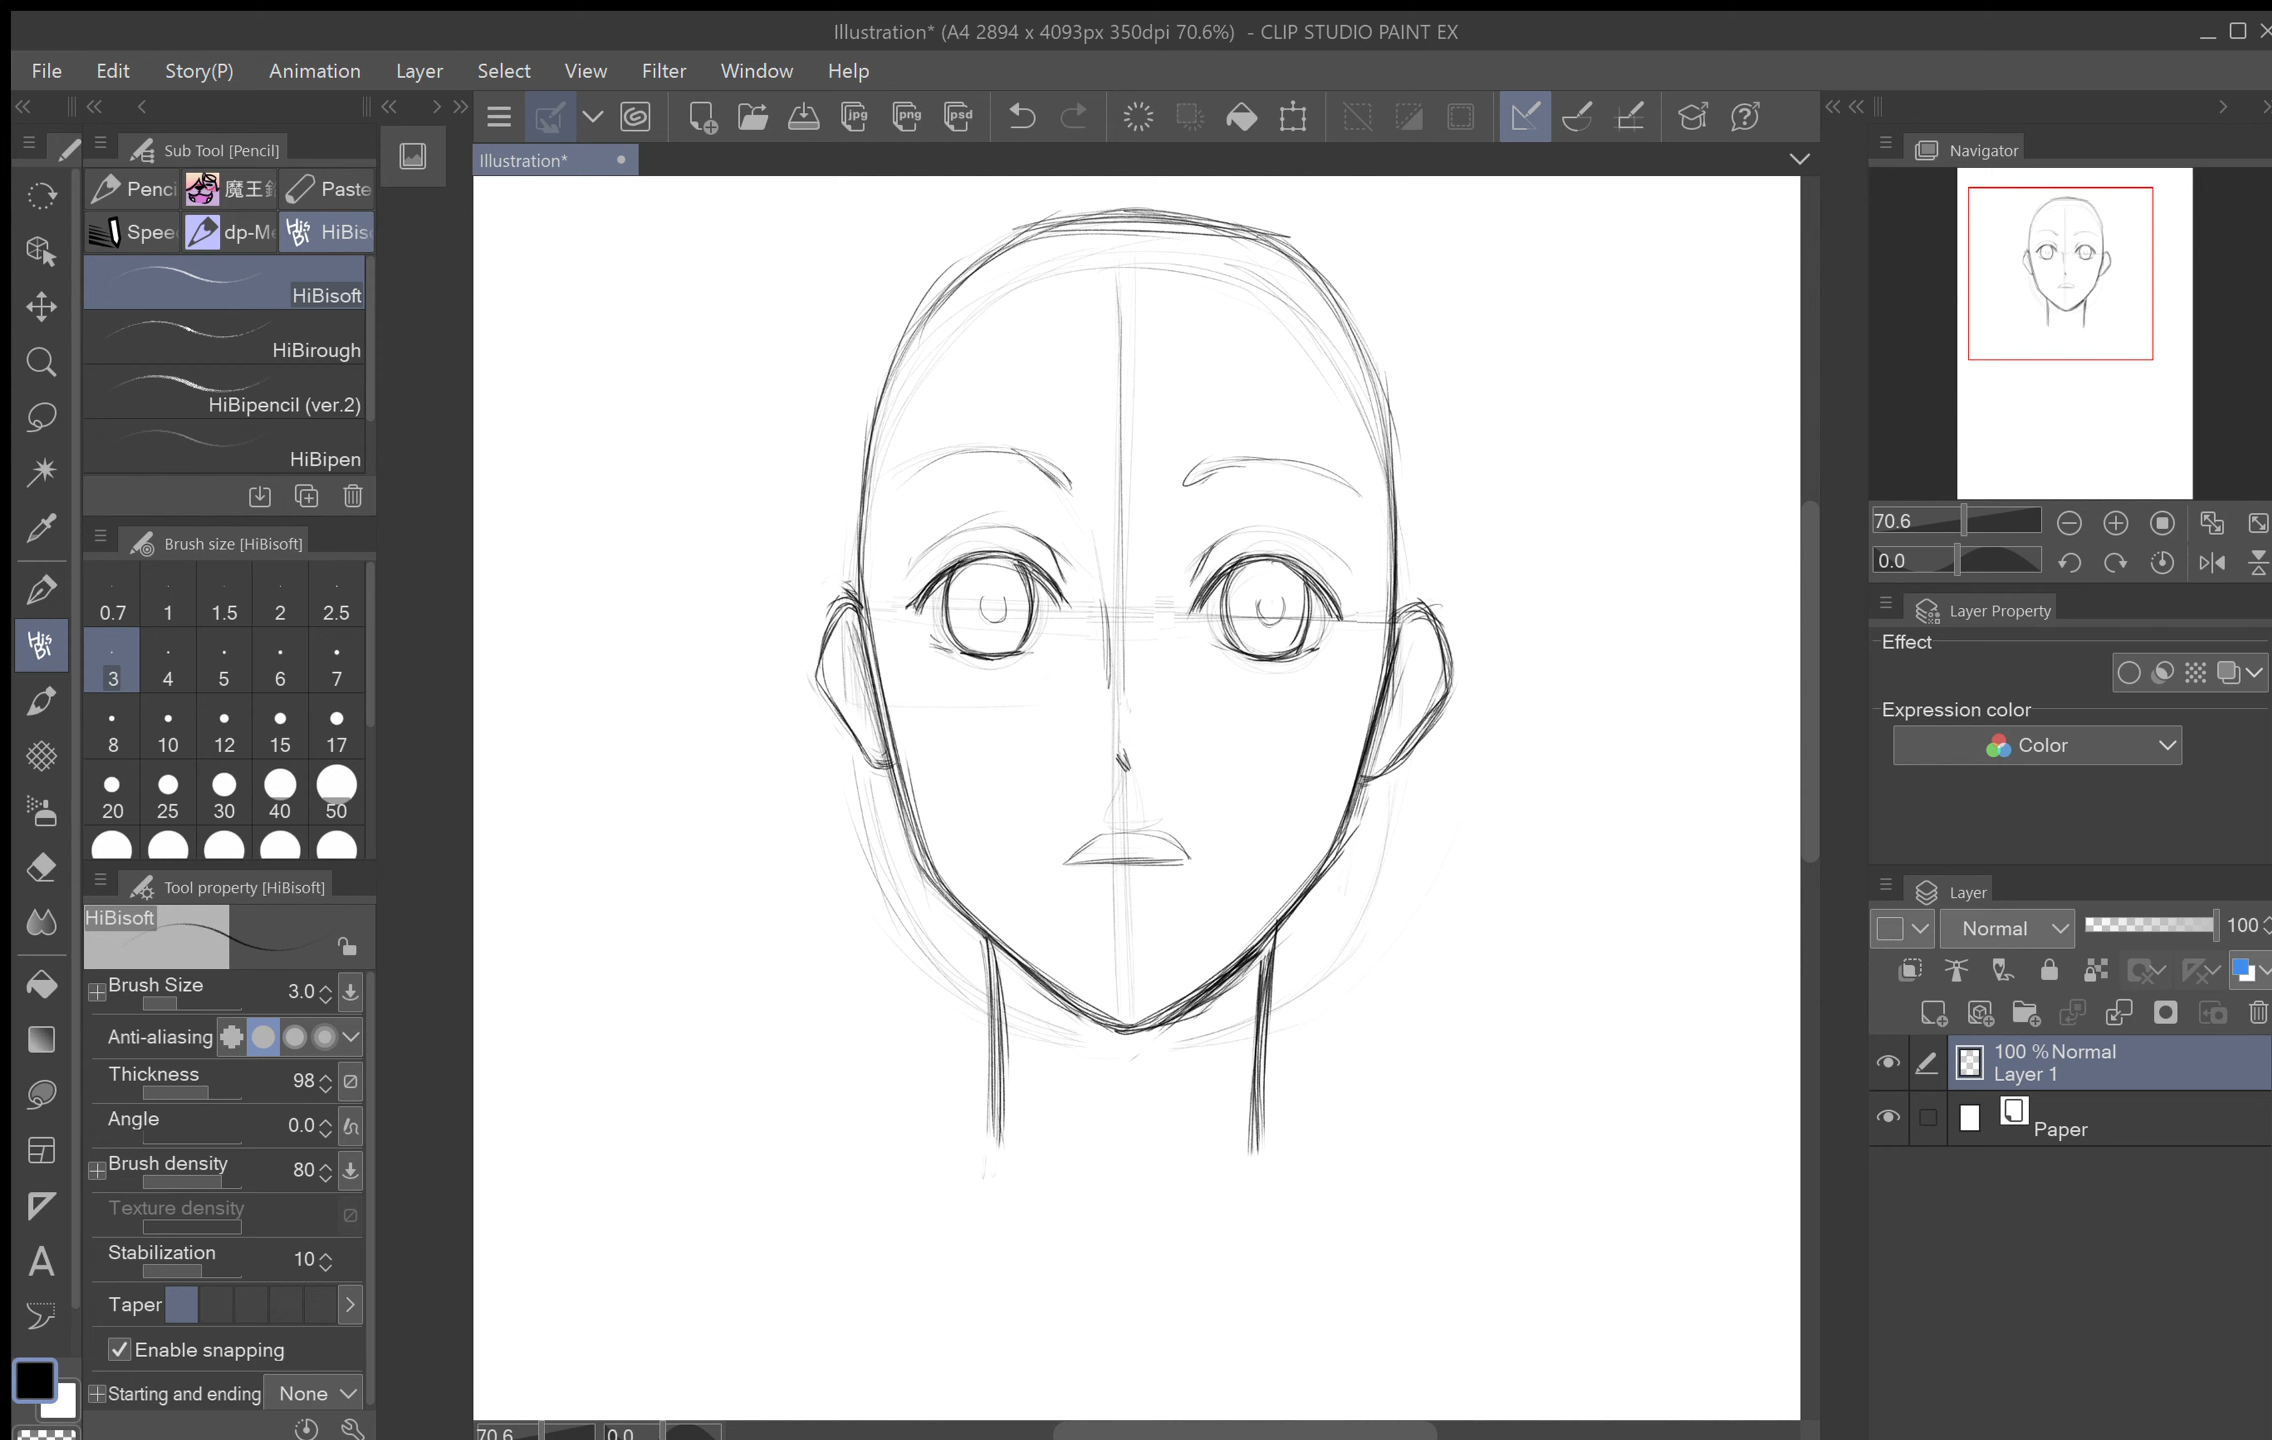 Illustration* (A4 2894 x 4093px 350dpi 70.6%) - CLIP STUDIO PAINT EX
File Edit Story(P) Animation Layer Select View Filter Window Help
jpg png psd
Illustration*
Sub Tool [Pencil]
Penci
Paste
Spee
dp-Me
HiBis
HiBisoft
HiBirough
HiBipencil (ver.2)
HiBipen
Brush size [HiBisoft]
0.7 1 1.5 2 2.5
3 4 5 6 7
8 10 12 15 17
20 25 30 40 50
Tool property [HiBisoft]
HiBisoft
Brush Size 3.0
Anti-aliasing
Thickness 98
Angle 0.0
Brush density 80
Texture density
Stabilization 10
Taper
Enable snapping
Starting and ending None
70.6 0.0
Navigator
70.6
0.0
Layer Property
Effect
Expression color
Color
Layer
Normal 100
100 %Normal
Layer 1
Paper